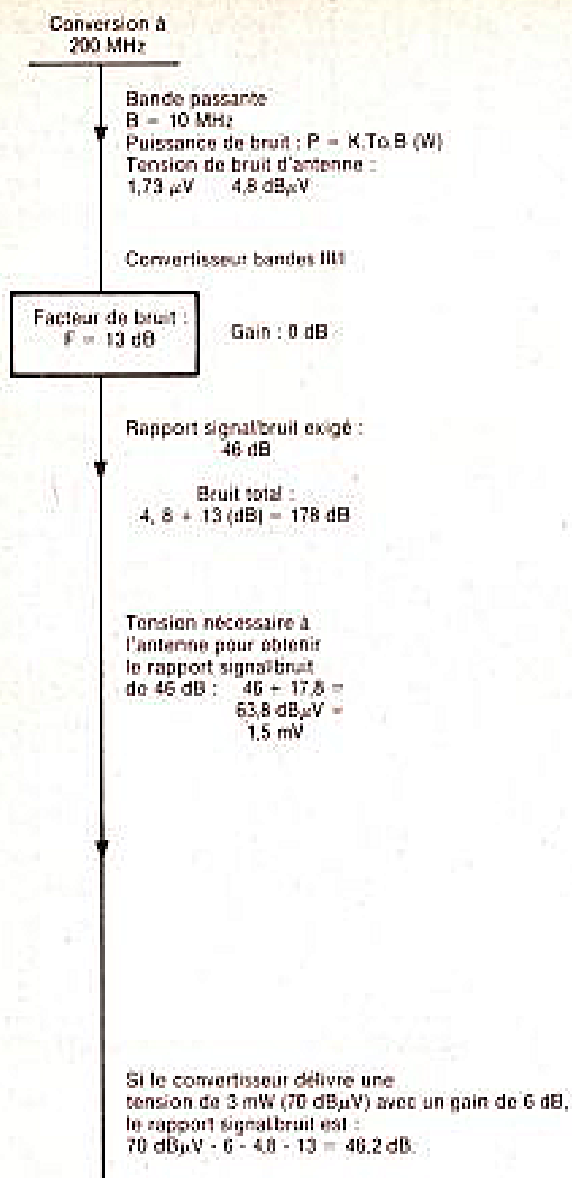 Conversion à
200 MHz
Bande passante
B = 10 MHz
Puissance de bruit : P = K.To.B (W)
Tension de bruit d'antenne :
1,73 µV 4,8 dBµV
Convertisseur bandes
Facteur de bruit :
F = 13 dB
Gain : 0 dB
Rapport signal/bruit exigé :
46 dB
Bruit total :
4, 8 + 13 (dB) = 178 dB
Tension nécessaire à
l'antenne pour obtenir
le rapport signal/bruit
de 46 dB : 46 + 17,8 =
63,8 dBµV =
1,5 mV
Si le convertisseur délivre une
tension de 3 mW (70 dBµV) avec un gain de 6 dB,
le rapport signal/bruit est :
70 dBµV - 6 - 4,8 - 13 = 46,2 dB.